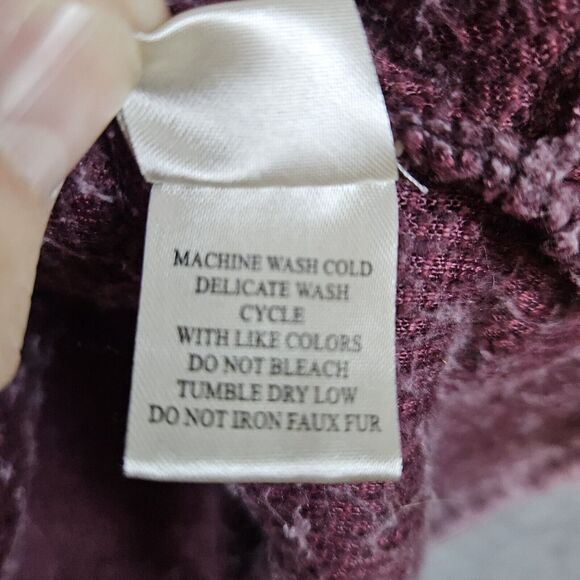 MACHINE WASH COLD
DELICATE WASH
CYCLE
WITH LIKE COLORS
DO NOT BLEACH
TUMBLE DRY LOW
DO NOT IRON FAUX FUR